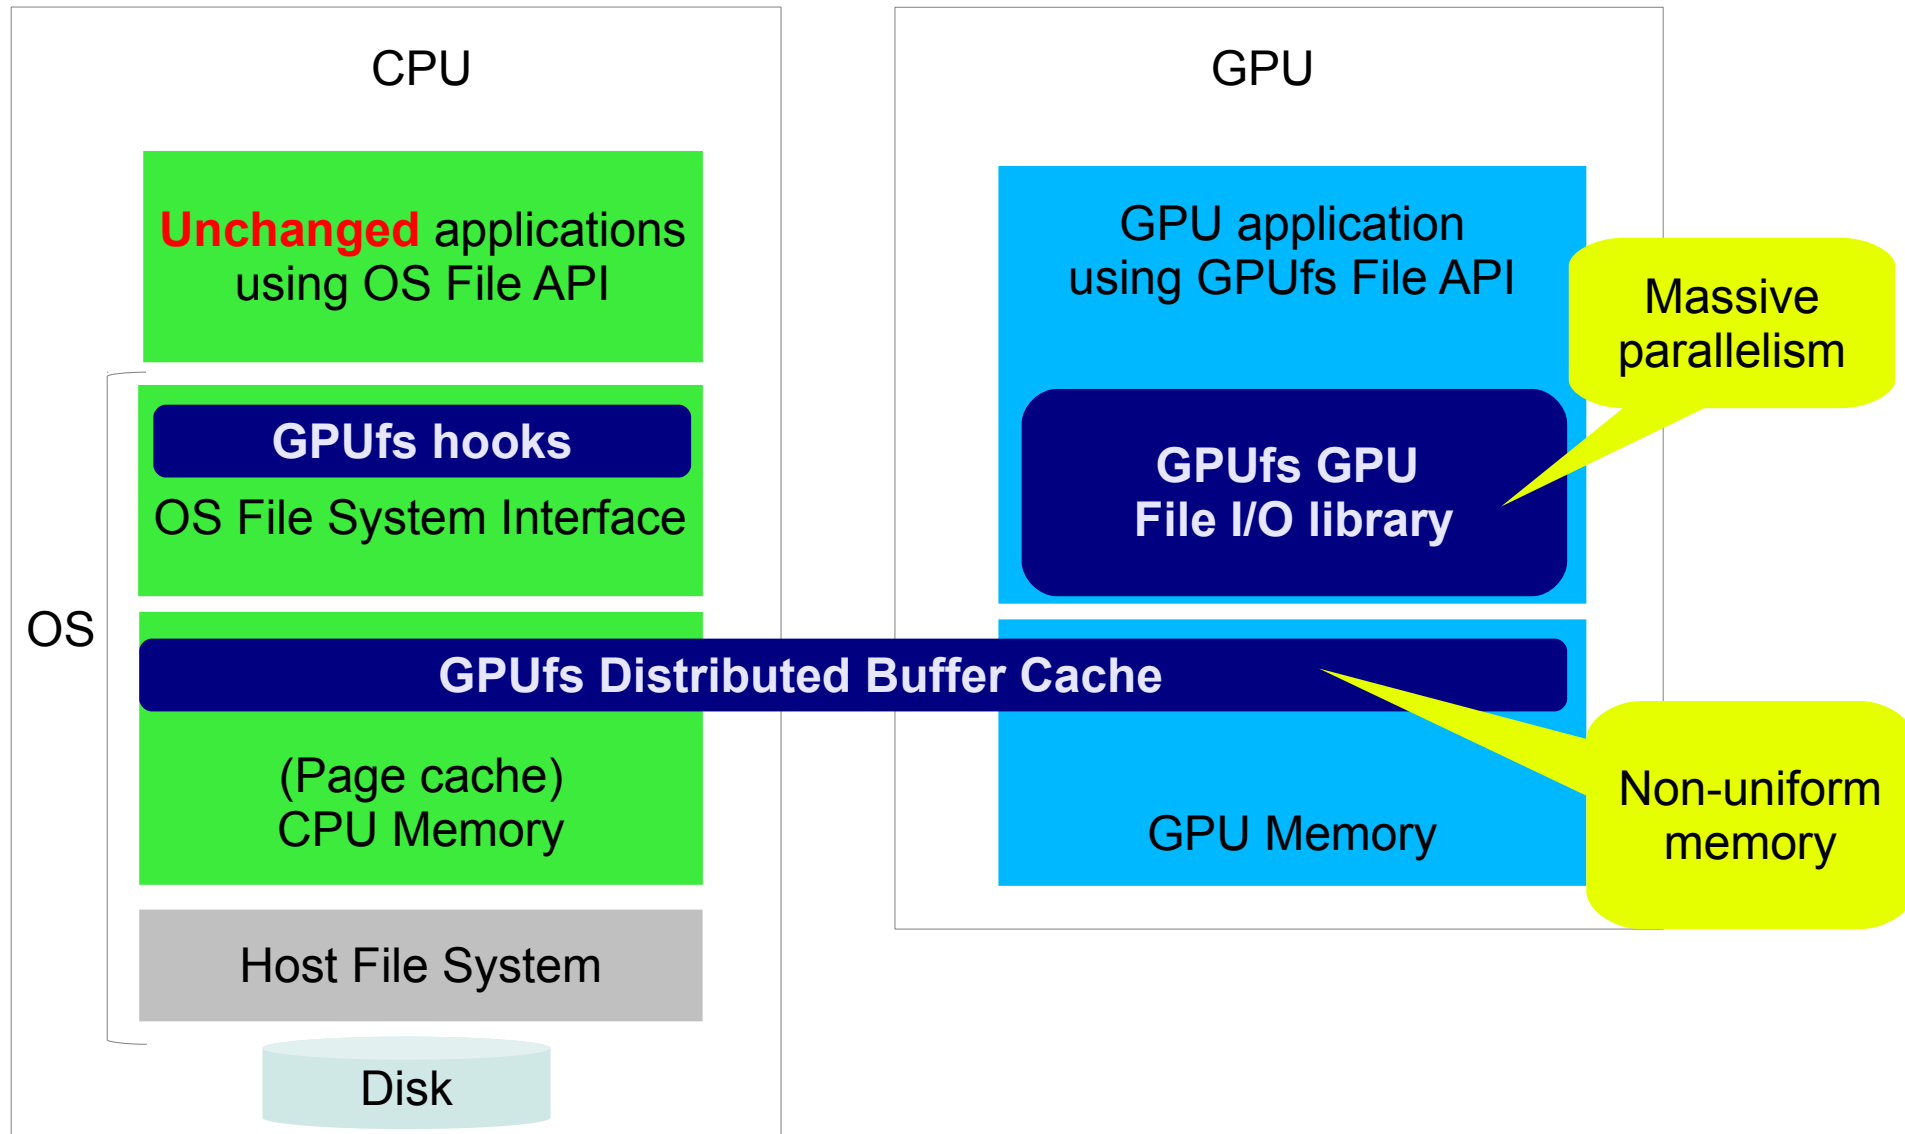 CPU
Unchanged applications
using OS File API
GPUfs hooks
OS File System Interface
OS
GPUfs Distributed Buffer Cache
(Page cache)
CPU Memory
Host File System
Disk
GPU
GPU application
using GPUfs File API
Massive
parallelism
GPUfs GPU
File I/O library
GPU Memory
Non-uniform
memory